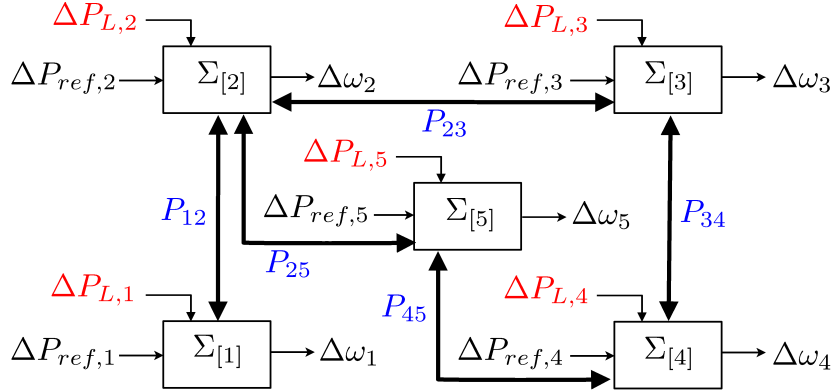 ΔP_{L,2}
ΔP_{L,3}
ΔP_{ref,2}
Σ_{[2]}
Δω_2
ΔP_{ref,3}
Σ_{[3]}
Δω_3
P_{23}
ΔP_{L,5}
P_{12}
ΔP_{ref,5}
Σ_{[5]}
Δω_5
P_{34}
P_{25}
ΔP_{L,1}
P_{45}
ΔP_{L,4}
ΔP_{ref,1}
Σ_{[1]}
Δω_1
ΔP_{ref,4}
Σ_{[4]}
Δω_4